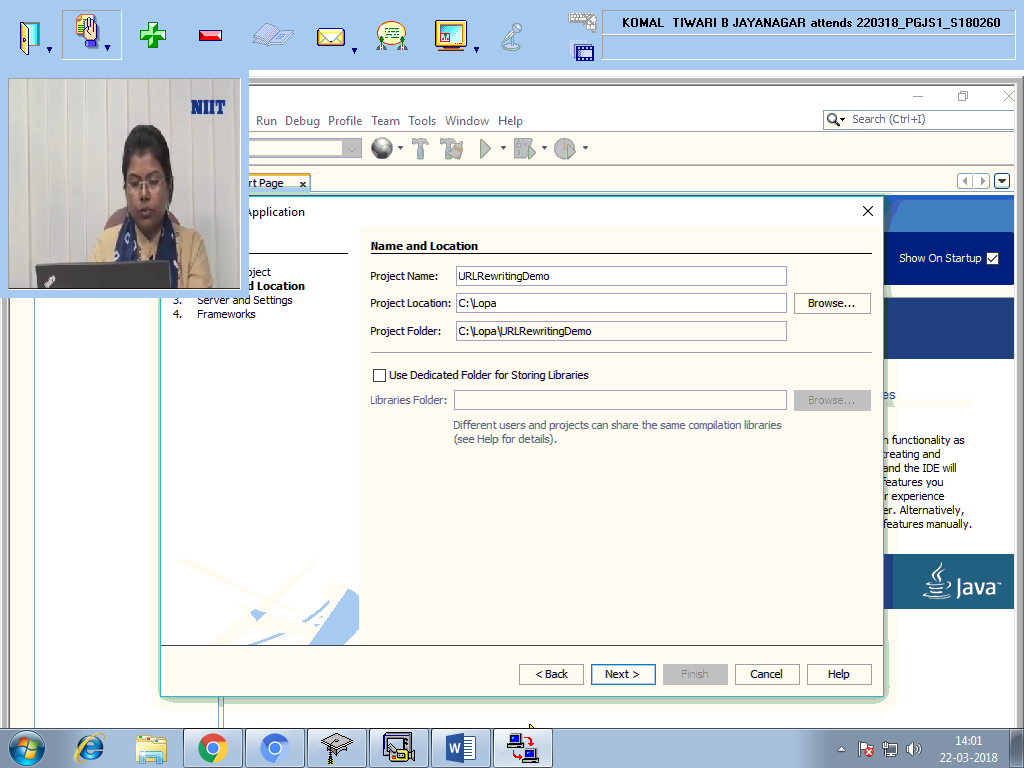 KOMAL TIWARI B JAYANAGAR attends 220318_PGJS1_S180260
NIIT
Run Debug Profile Team Tools Window Help
Search (Ctrl+I)
rt Page
Application
Show On Startup
Name and Location
oject
d Location
3. Server and Settings
4. Frameworks
Project Name: URLRewritingDemo
Project Location: C:\Lopa Browse...
Project Folder: C:\Lopa\URLRewritingDemo
Use Dedicated Folder for Storing Libraries
Libraries Folder: Browse...
Different users and projects can share the same compilation libraries
(see Help for details).
es
n functionality as
creating and
and the IDE will
features you
r experience
er. Alternatively,
features manually.
Java
< Back Next > Finish Cancel Help
14:01
22-03-2018